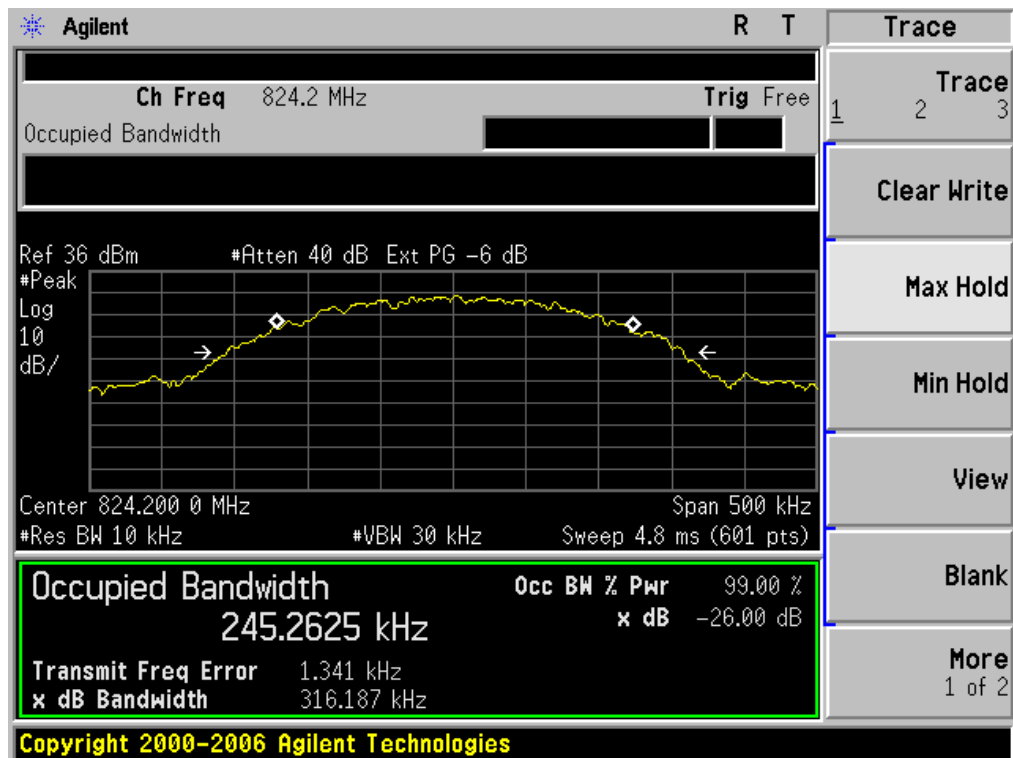 Agilent R T
Trace
Ch Freq 824.2 MHz Trig Free
Occupied Bandwidth
Ref 36 dBm #Atten 40 dB Ext PG -6 dB
#Peak
Log
10
dB/
Center 824.200 0 MHz Span 500 kHz
#Res BW 10 kHz #VBW 30 kHz Sweep 4.8 ms (601 pts)
Occupied Bandwidth Occ BW % Pwr 99.00 %
245.2625 kHz x dB -26.00 dB
Transmit Freq Error 1.341 kHz
x dB Bandwidth 316.187 kHz
Copyright 2000-2006 Agilent Technologies
Trace
1 2 3
Clear Write
Max Hold
Min Hold
View
Blank
More
1 of 2